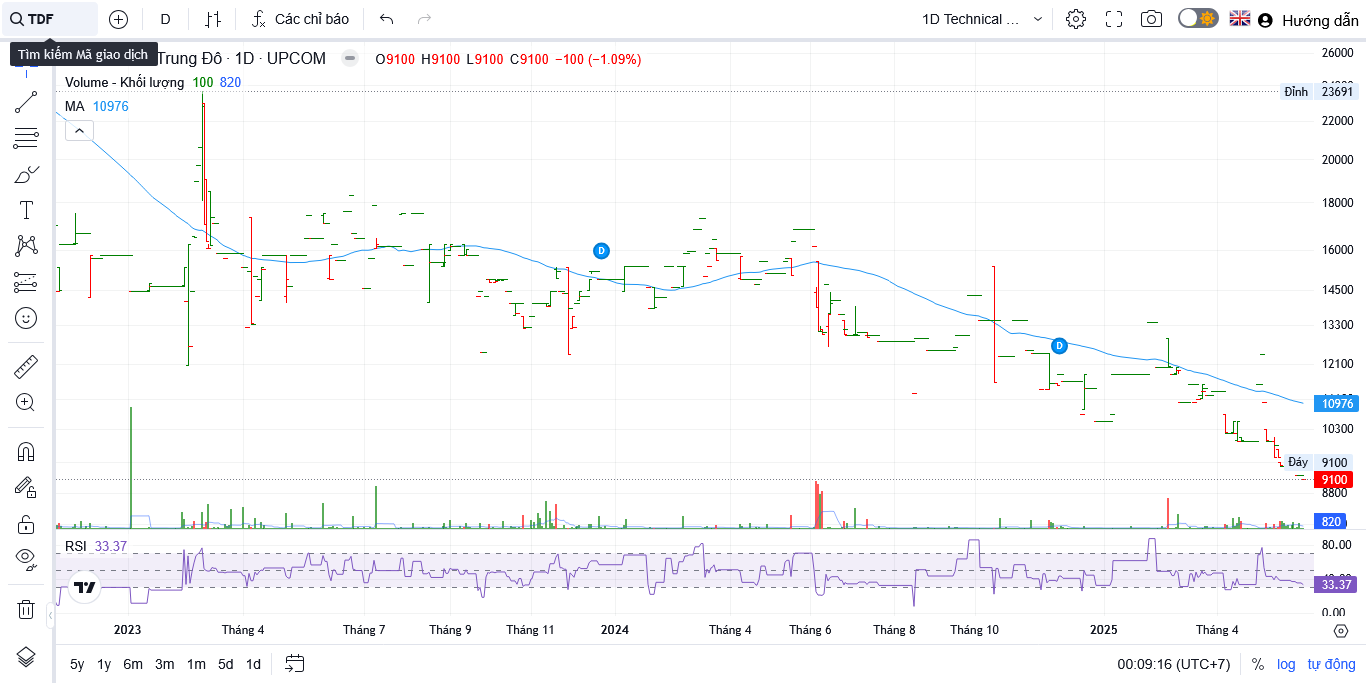 TDF D Các chỉ báo 1D Technical ... Hướng dẫn
Tìm kiếm Mã giao dịch
Trung Đô · 1D · UPCOM O9100 H9100 L9100 C9100 −100 (−1.09%)
Volume - Khối lượng 100 820
MA 10976
26000
Đỉnh 23691
22000
20000
18000
16000
14500
13300
12100
10976
10300
Đáy 9100
9100
8800
820
RSI 33.37
80.00
33.37
0.00
2023 Tháng 4 Tháng 7 Tháng 9 Tháng 11 2024 Tháng 4 Tháng 6 Tháng 8 Tháng 10 2025 Tháng 4
5y 1y 6m 3m 1m 5d 1d 00:09:16 (UTC+7) % log tự động
D
D